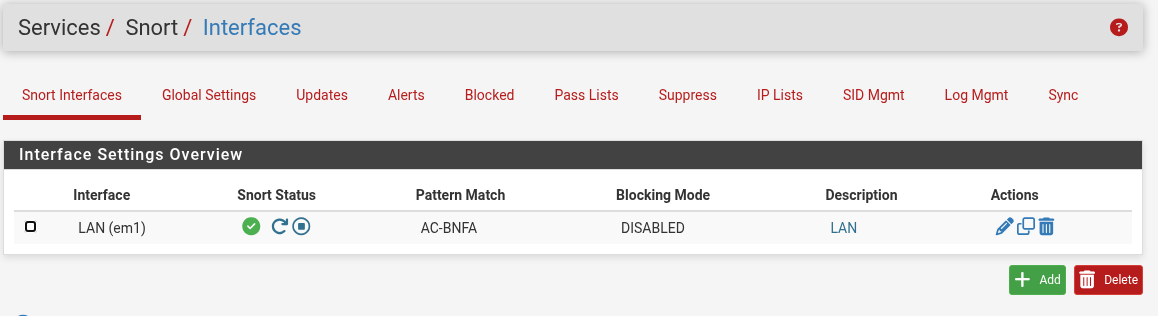 Services / Snort / Interfaces ?
Snort Interfaces Global Settings Updates Alerts Blocked Pass Lists Suppress IP Lists SID Mgmt Log Mgmt Sync
Interface Settings Overview
Interface Snort Status Pattern Match Blocking Mode Description Actions
LAN (em1) AC-BNFA DISABLED LAN
Add Delete